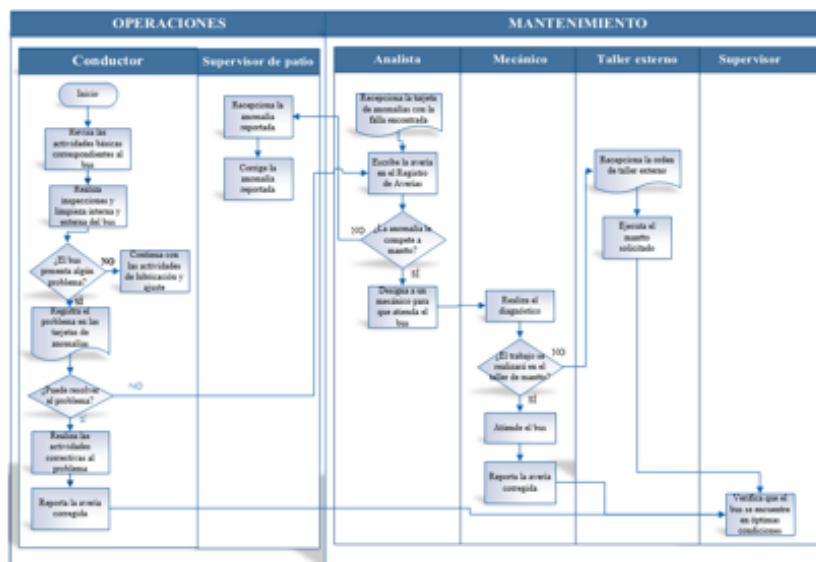 OPERACIONES
MANTENIMIENTO
Conductor
Supervisor de patio
Analista
Mecánico
Taller externo
Supervisor
Inicio
Revisa las
actividades básicas
correspondientes al
bus
Realiza
inspecciones y
limpieza interna y
externa del bus
¿El bus
presenta algún
problema?
NO
Continua con
las actividades
de lubricación y
ajuste
SÍ
Registra el
problema en las
tarjetas de
anomalías
¿Puede resolver
el problema?
NO
SÍ
Realiza las
actividades
correctivas al
problema
Reporta la avería
corregida
Recepciona la
anomalía
reportada
Corrige la
anomalía
reportada
Recepciona la tarjeta
de anomalías con la
falla encontrada
Escribe la avería
en el Registro
de Averías
¿La anomalía le
compete a
mantto?
NO
SÍ
Designa a un
mecánico para
que atienda el
bus
Realiza el
diagnóstico
¿El trabajo se
realizará en el
taller de mantto?
NO
SÍ
Atiende el bus
Reporta la avería
corregida
Recepciona la orden
de taller externo
Ejecuta el
mantto
solicitado
Verifica que el
bus se encuentre
en óptimas
condiciones